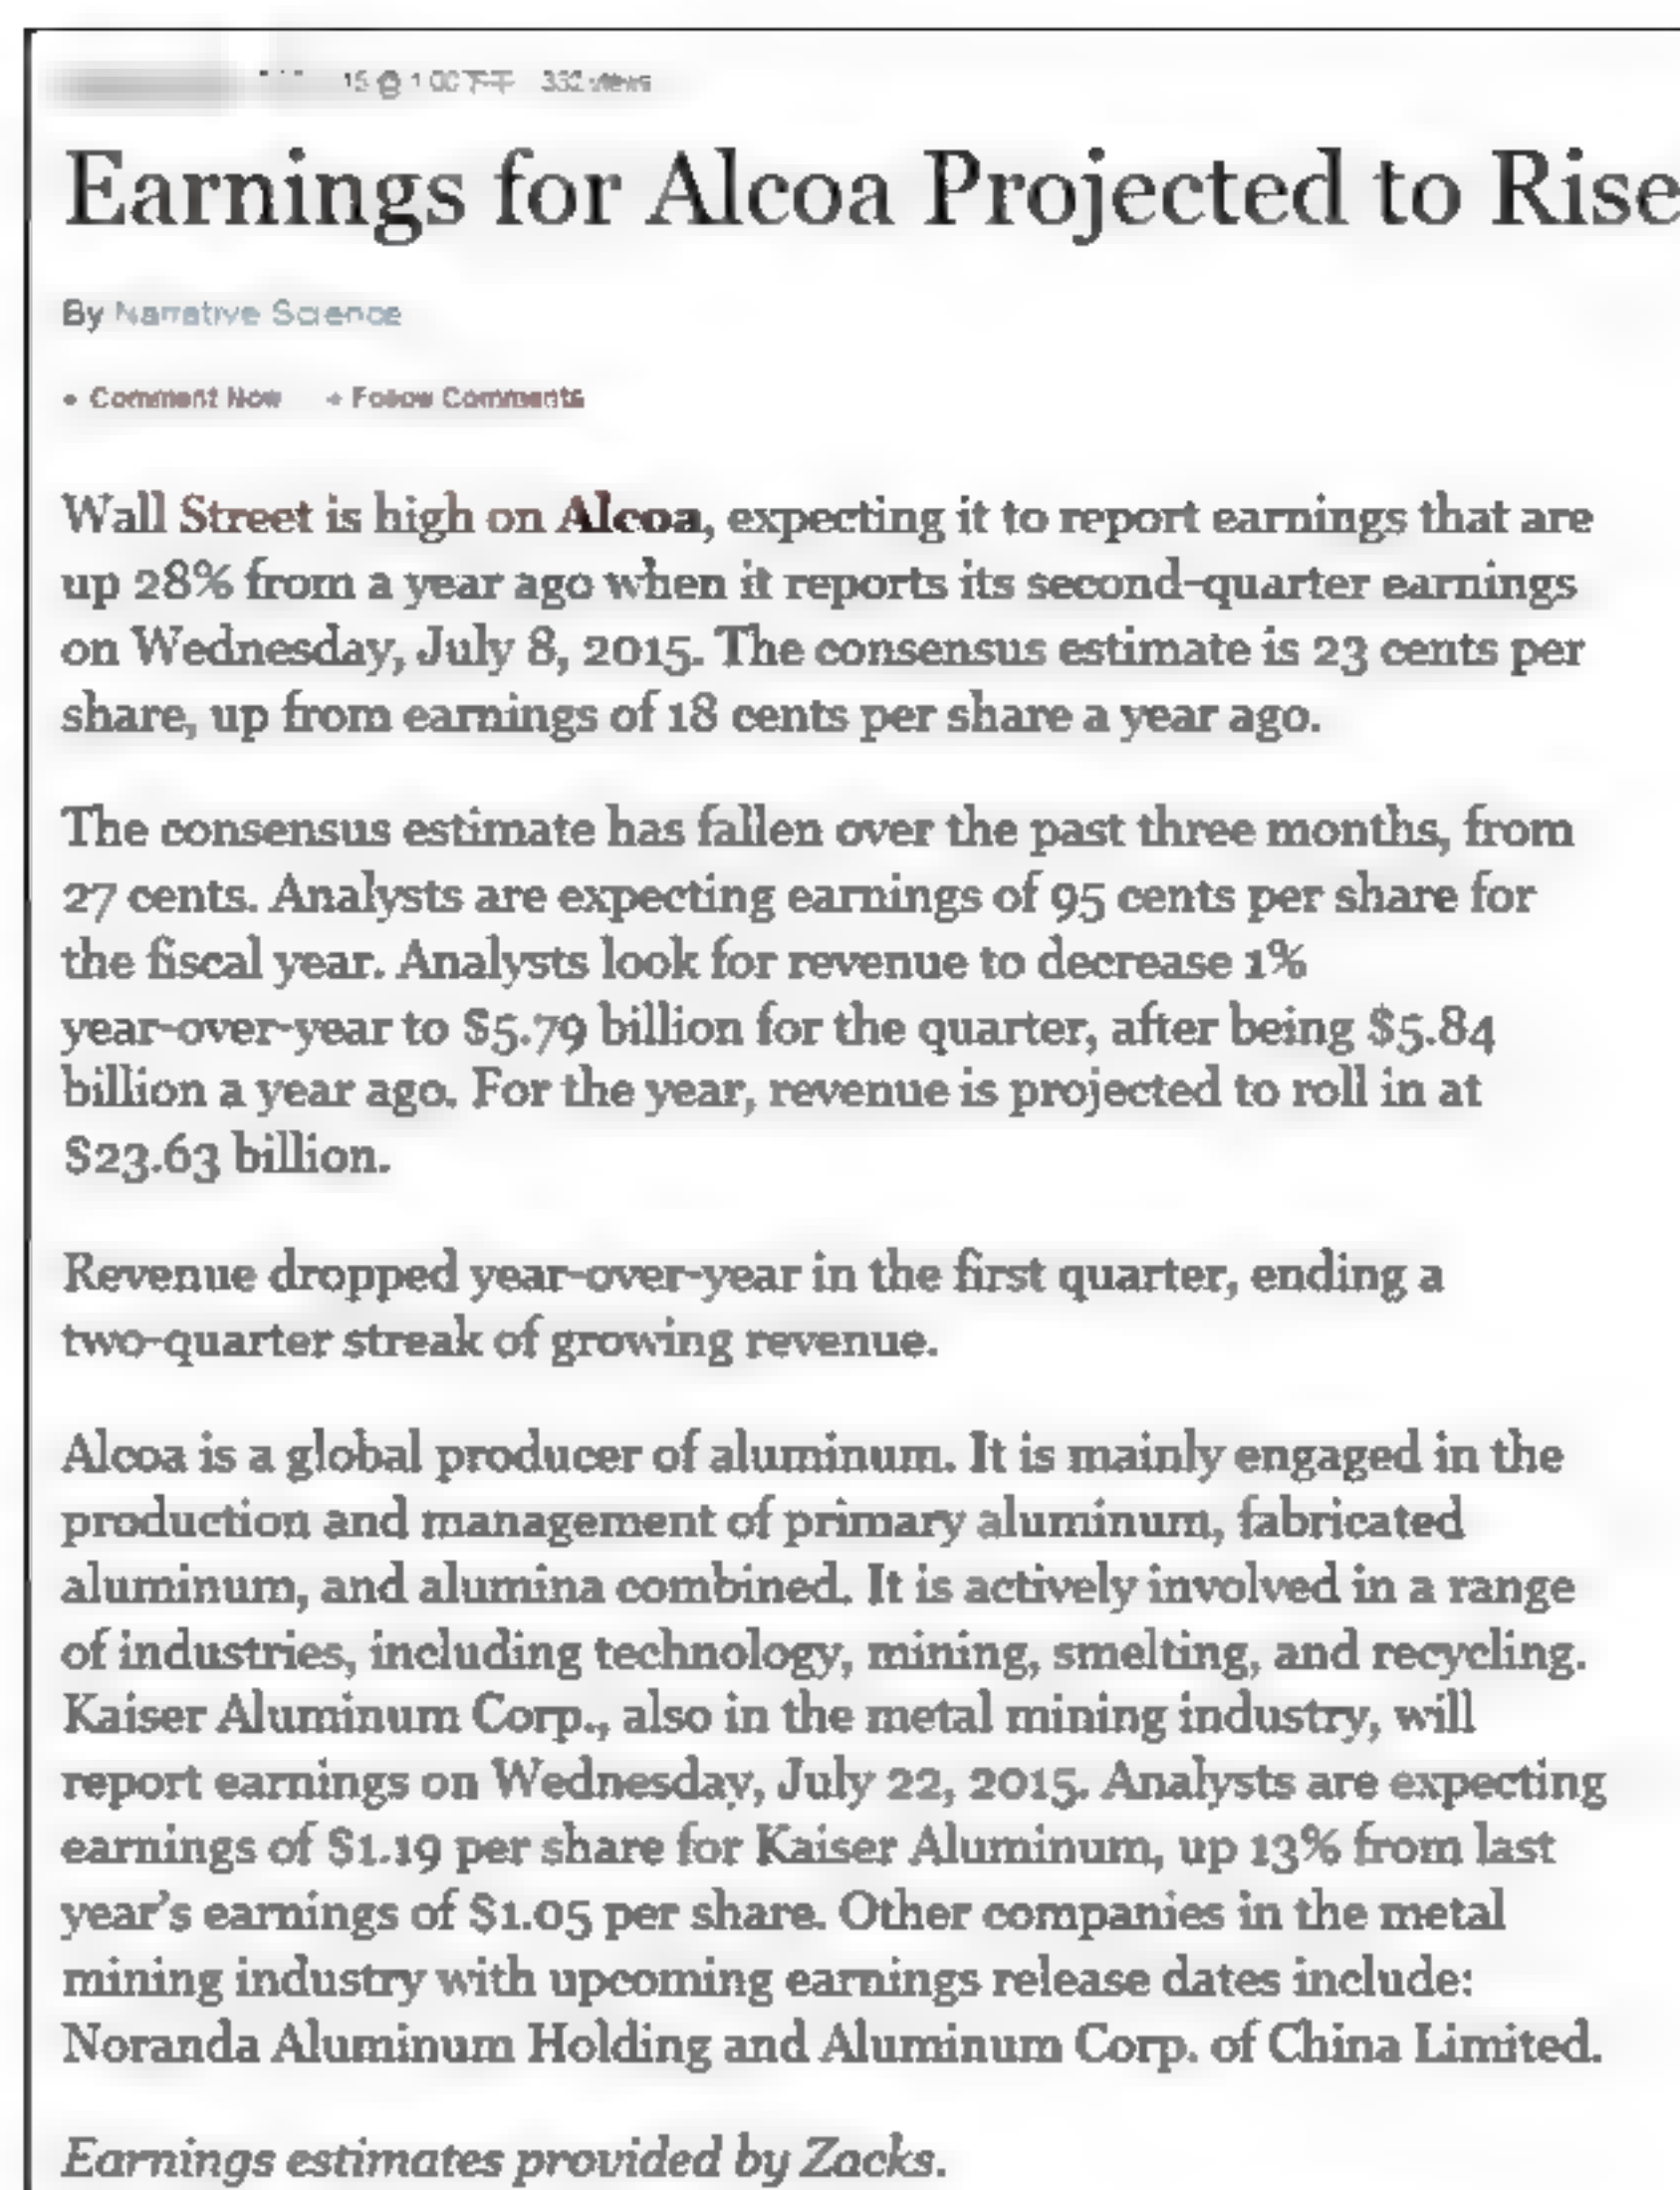 Earnings for Alcoa Projected to Rise
By Narrative Science
• Comment Now + Follow Comments
Wall Street is high on Alcoa, expecting it to report earnings that are
up 28% from a year ago when it reports its second-quarter earnings
on Wednesday, July 8, 2015. The consensus estimate is 23 cents per
share, up from earnings of 18 cents per share a year ago.
The consensus estimate has fallen over the past three months, from
27 cents. Analysts are expecting earnings of 95 cents per share for
the fiscal year. Analysts look for revenue to decrease 1%
year-over-year to $5.79 billion for the quarter, after being $5.84
billion a year ago. For the year, revenue is projected to roll in at
$23.63 billion.
Revenue dropped year-over-year in the first quarter, ending a
two-quarter streak of growing revenue.
Alcoa is a global producer of aluminum. It is mainly engaged in the
production and management of primary aluminum, fabricated
aluminum, and alumina combined. It is actively involved in a range
of industries, including technology, mining, smelting, and recycling.
Kaiser Aluminum Corp., also in the metal mining industry, will
report earnings on Wednesday, July 22, 2015. Analysts are expecting
earnings of $1.19 per share for Kaiser Aluminum, up 13% from last
year's earnings of $1.05 per share. Other companies in the metal
mining industry with upcoming earnings release dates include:
Noranda Aluminum Holding and Aluminum Corp. of China Limited.
Earnings estimates provided by Zacks.